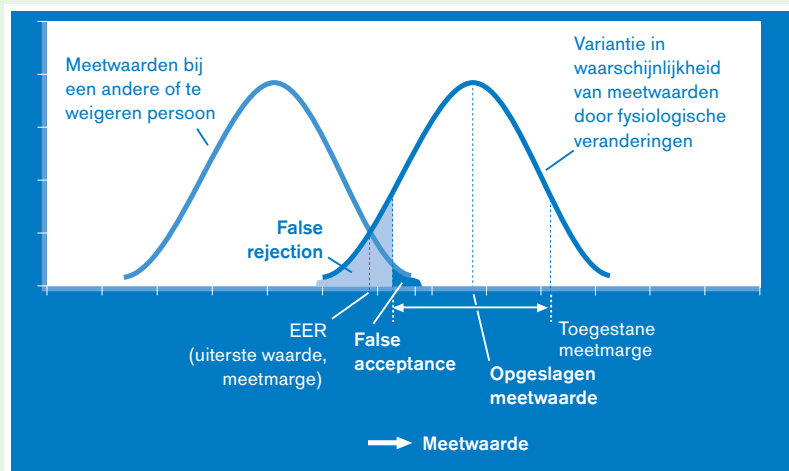 Meetwaarden bij
een andere of te
weigeren persoon
Variantie in
waarschijnlijkheid
van meetwaarden
door fysiologische
veranderingen
False
rejection
EER
(uiterste waarde,
meetmarge)
False
acceptance
Toegestane
meetmarge
Opgeslagen
meetwaarde
Meetwaarde